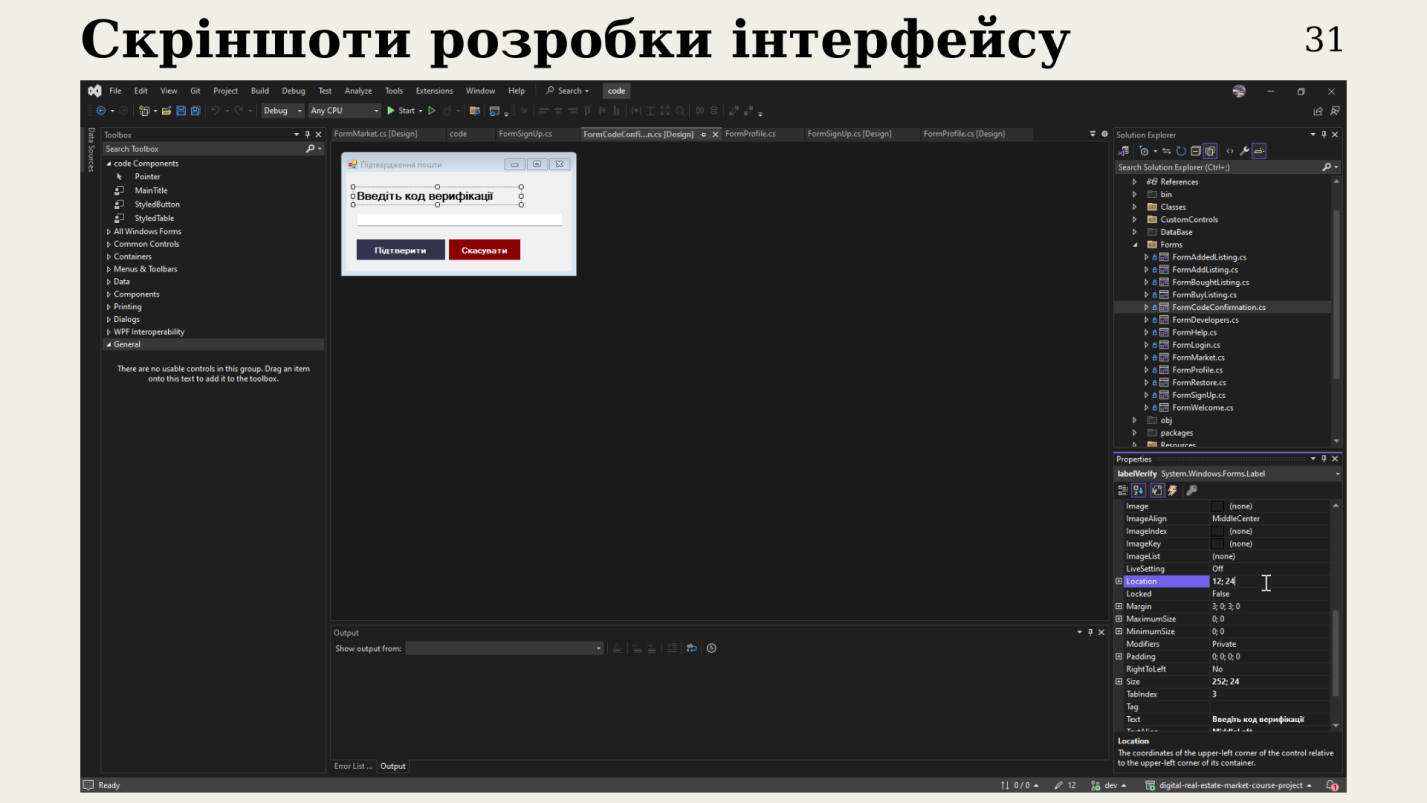 Скріншоти розробки інтерфейсу
31
File Edit View Git Project Build Debug Test Analyze Tools Extensions Window Help Search code
Debug Any CPU Start
Data Sources
Toolbox
Search Toolbox
code Components
Pointer
MainTitle
StyledButton
StyledTable
All Windows Forms
Common Controls
Containers
Menus & Toolbars
Data
Components
Printing
Dialogs
WPF Interoperability
General
There are no usable controls in this group. Drag an item
onto this text to add it to the toolbox.
FormMarket.cs [Design] code FormSignUp.cs FormCodeConfi...n.cs [Design] FormProfile.cs FormSignUp.cs [Design] FormProfile.cs [Design]
Підтвердження пошти
Введіть код верифікації
Підтверити Скасувати
Output
Show output from:
Error List ... Output
Solution Explorer
Search Solution Explorer (Ctrl+;)
References
bin
Classes
CustomControls
DataBase
Forms
FormAddedListing.cs
FormAddListing.cs
FormBoughtListing.cs
FormBuyListing.cs
FormCodeConfirmation.cs
FormDevelopers.cs
FormHelp.cs
FormLogin.cs
FormMarket.cs
FormProfile.cs
FormRestore.cs
FormSignUp.cs
FormWelcome.cs
obj
packages
Resources
Properties
labelVerify System.Windows.Forms.Label
Image (none)
ImageAlign MiddleCenter
ImageIndex (none)
ImageKey (none)
ImageList (none)
LiveSetting Off
Location 12; 24
Locked False
Margin 3; 0; 3; 0
MaximumSize 0; 0
MinimumSize 0; 0
Modifiers Private
Padding 0; 0; 0; 0
RightToLeft No
Size 252; 24
TabIndex 3
Tag
Text Введіть код верифікації
TextAlign MiddleLeft
Location
The coordinates of the upper-left corner of the control relative
to the upper-left corner of its container.
Ready 0 / 0 12 dev digital-real-estate-market-course-project